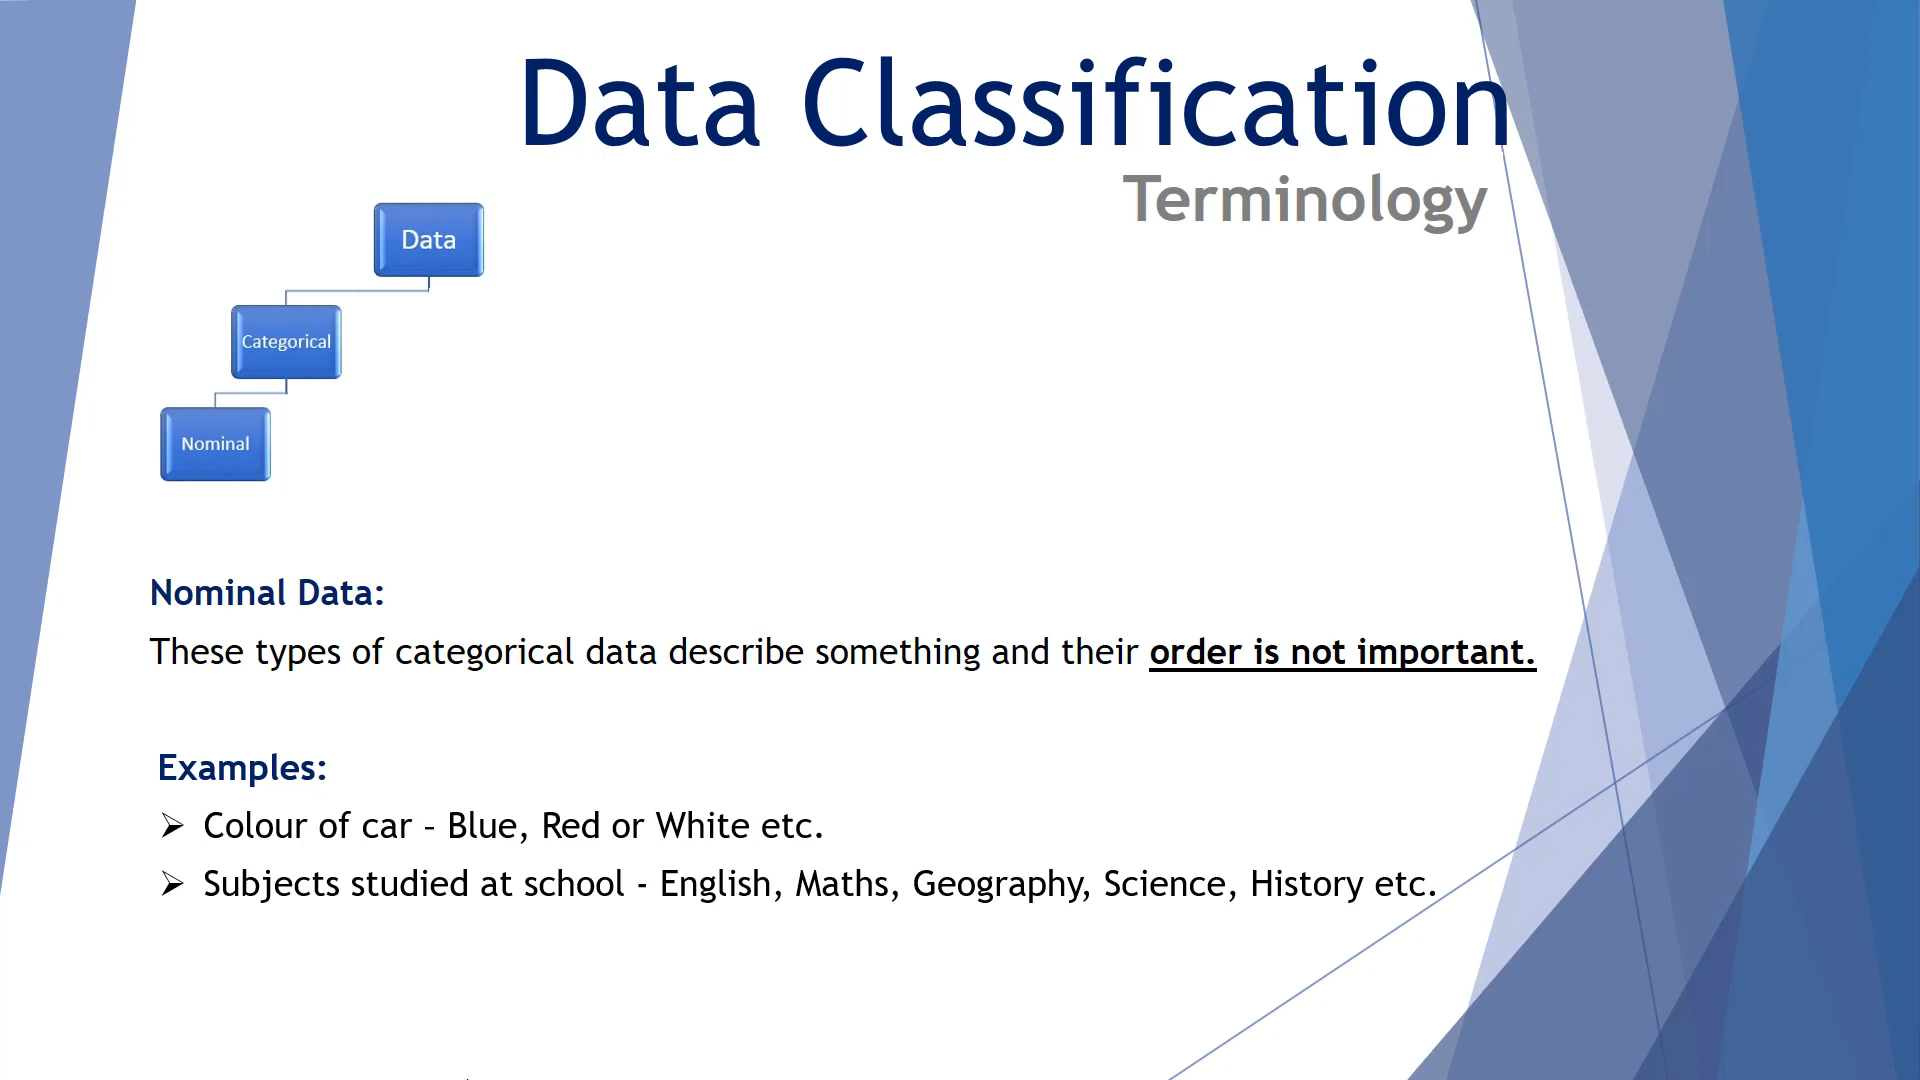 Data Classification
Terminology
Data
Categorical
Nominal
Nominal Data:
These types of categorical data describe something and their order is not important.
Examples:
➢ Colour of car – Blue, Red or White etc.
➢ Subjects studied at school - English, Maths, Geography, Science, History etc.